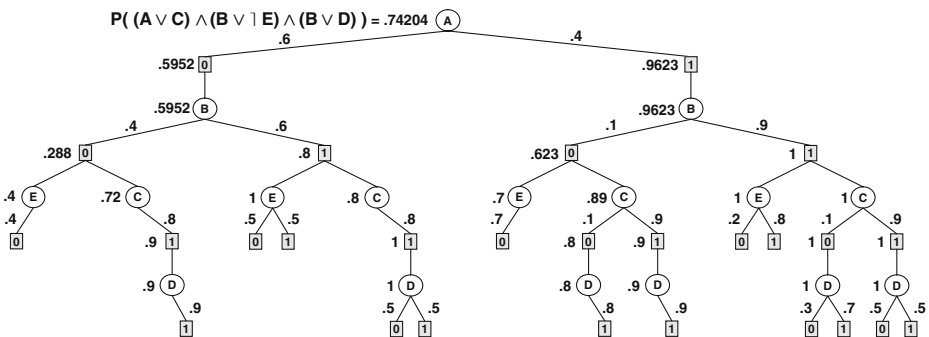 P( (A ∨ C) ∧ (B ∨ ˥ E) ∧ (B ∨ D) ) = .74204 A
.6 .4
.5952 0 .9623 1
.5952 B .9623 B
.4 .6 .1 .9
.288 0 .8 1 .623 0 1 1
.4 E .72 C 1 E .8 C .7 E .89 C 1 E 1 C
.4 .8 .5 .5 .8 .7 .1 .9 .2 .8 .1 .9
0 .9 1 0 1 1 1 0 .8 0 .9 1 0 1 1 0 1 1
.9 D 1 D .8 D .9 D 1 D 1 D
.9 .5 .5 .8 .9 .3 .7 .5 .5
1 0 1 1 1 0 1 0 1